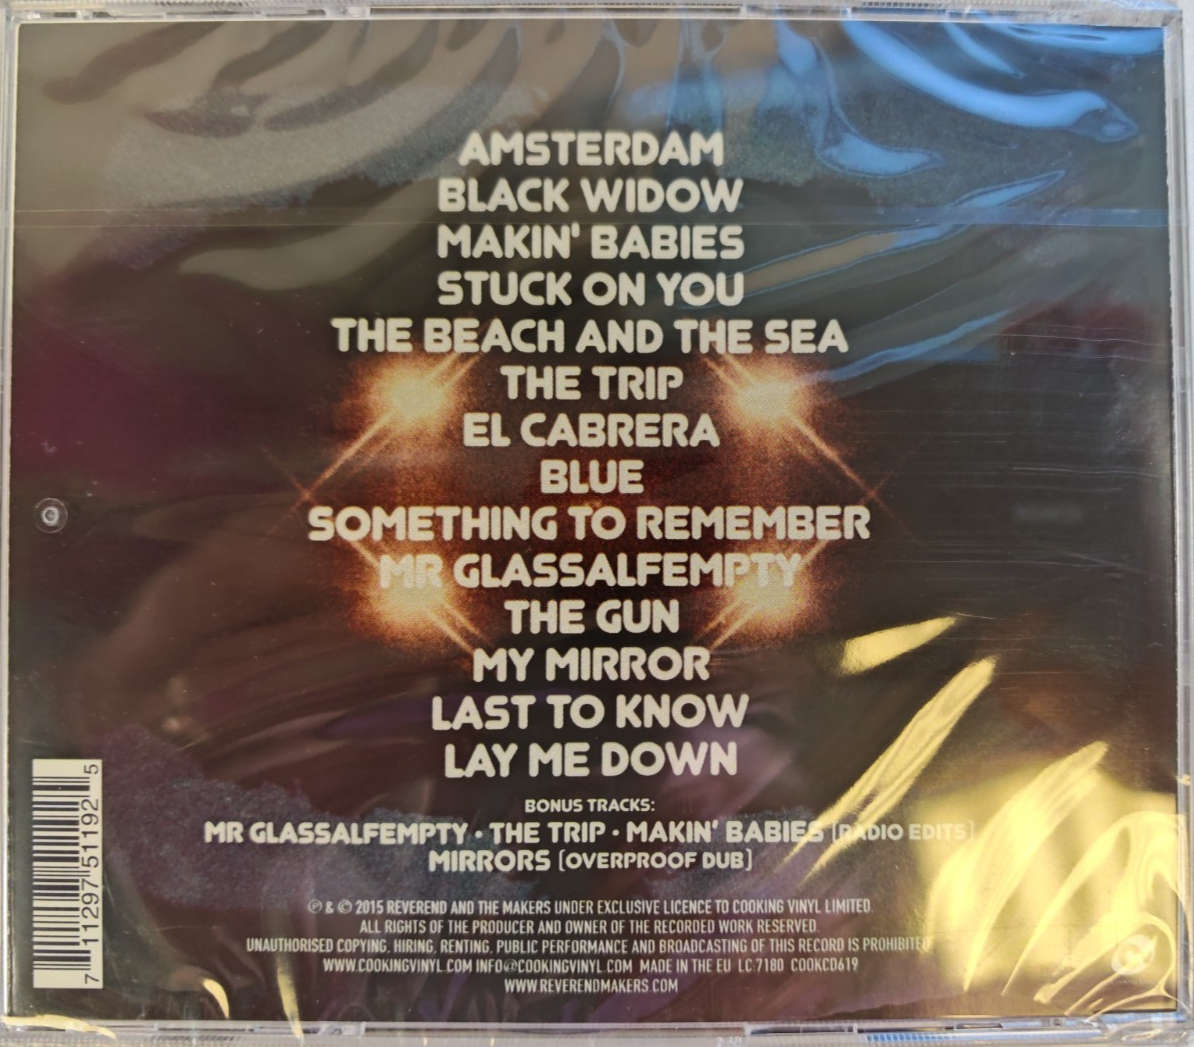 AMSTERDAM
BLACK WIDOW
MAKIN' BABIES
STUCK ON YOU
THE BEACH AND THE SEA
THE TRIP
EL CABRERA
BLUE
SOMETHING TO REMEMBER
MR GLASSALFEMPTY
THE GUN
MY MIRROR
LAST TO KNOW
LAY ME DOWN
BONUS TRACKS:
MR GLASSALFEMPTY • THE TRIP • MAKIN' BABIES [RADIO EDITS]
MIRRORS [OVERPROOF DUB]
℗ & © 2015 REVEREND AND THE MAKERS UNDER EXCLUSIVE LICENCE TO COOKING VINYL LIMITED.
ALL RIGHTS OF THE PRODUCER AND OWNER OF THE RECORDED WORK RESERVED.
UNAUTHORISED COPYING, HIRING, RENTING, PUBLIC PERFORMANCE AND BROADCASTING OF THIS RECORD IS PROHIBITED
WWW.COOKINGVINYL.COM INFO@COOKINGVINYL.COM MADE IN THE EU LC:7180 COOKCD619
WWW.REVERENDMAKERS.COM
7 11297 51192 5